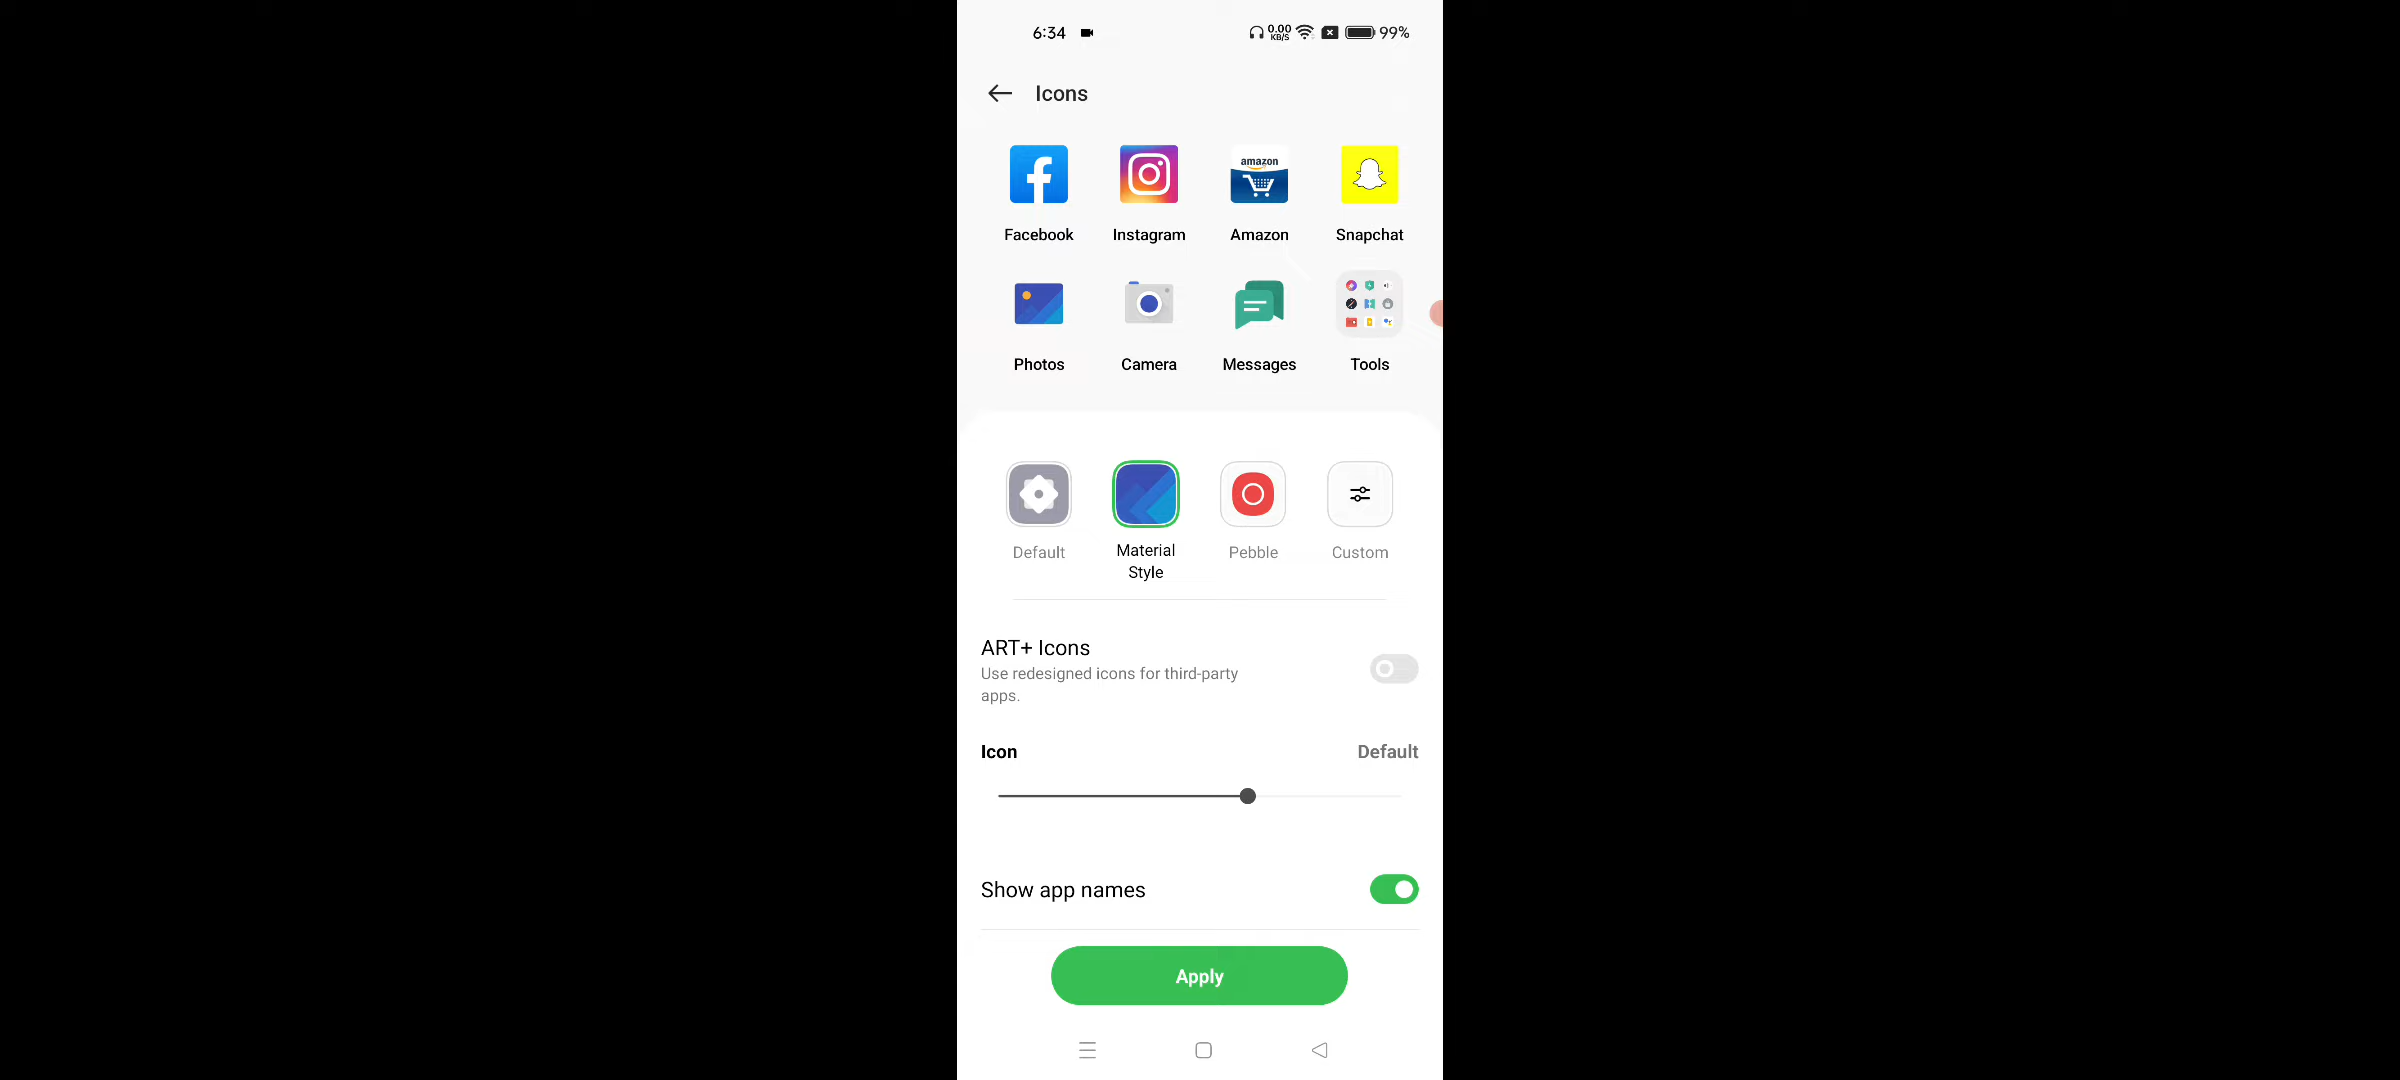 6:34
0.00
KB/S
99%
Icons
amazon
Facebook
Instagram
Amazon
Snapchat
Photos
Camera
Messages
Tools
Default
Material
Style
Pebble
Custom
ART+ Icons
Use redesigned icons for third-party
apps.
Icon
Default
Show app names
Apply